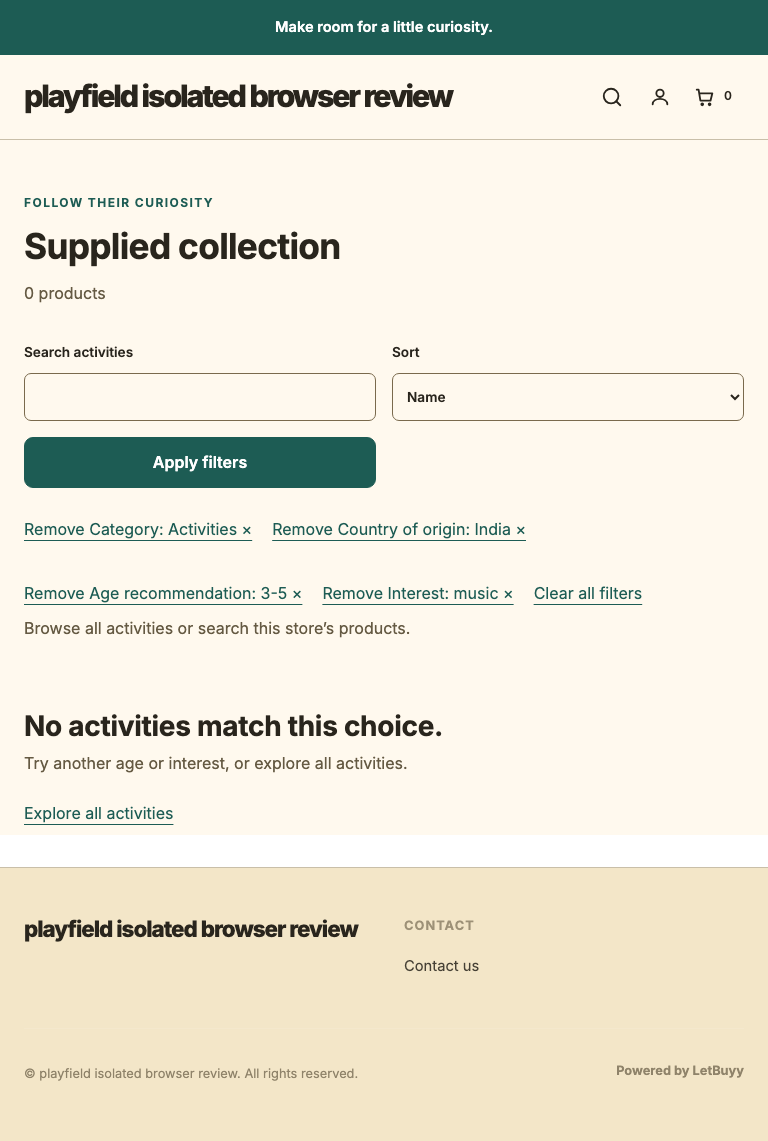 Make room for a little curiosity.
playfield isolated browser review
0
FOLLOW THEIR CURIOSITY
Supplied collection
0 products
Search activities
Sort
Name
Apply filters
Remove Category: Activities ×
Remove Country of origin: India ×
Remove Age recommendation: 3-5 ×
Remove Interest: music ×
Clear all filters
Browse all activities or search this store’s products.
No activities match this choice.
Try another age or interest, or explore all activities.
Explore all activities
playfield isolated browser review
CONTACT
Contact us
© playfield isolated browser review. All rights reserved.
Powered by LetBuyy